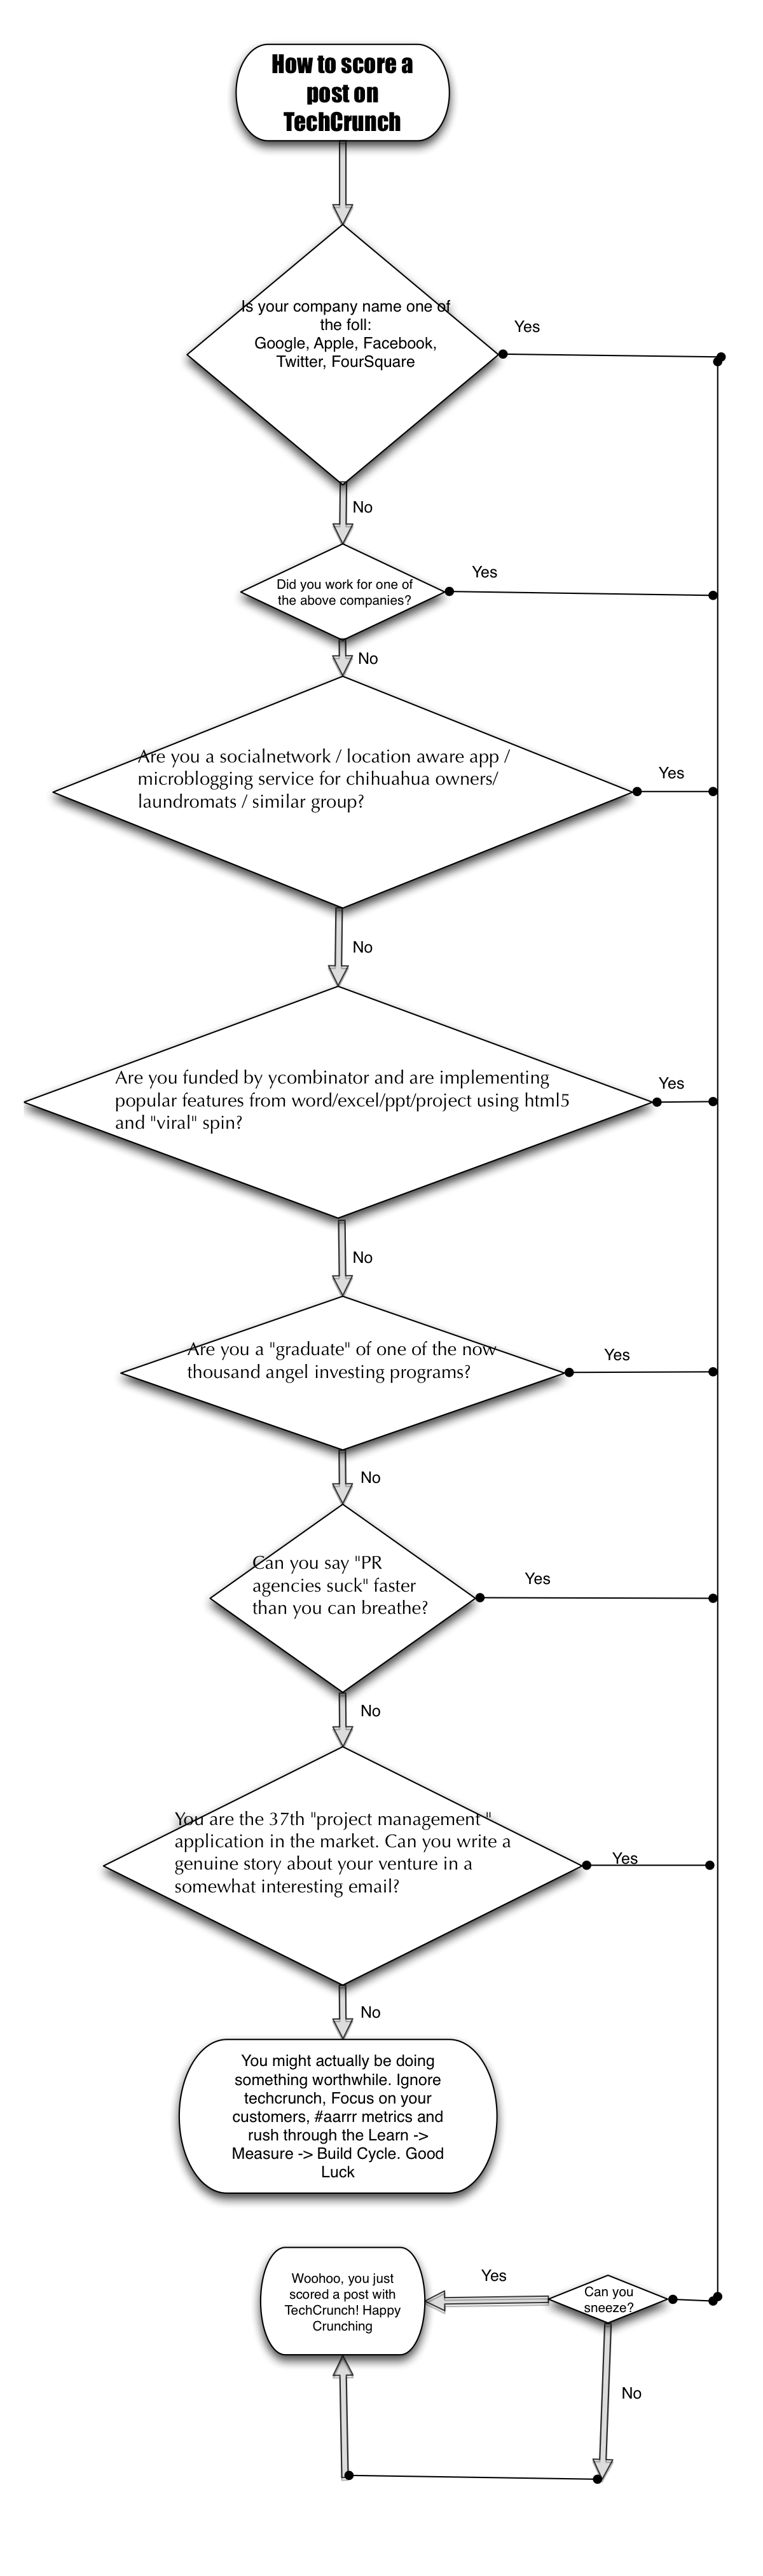 How to score a
post on
TechCrunch
Is your company name one of
the foll:
Google, Apple, Facebook,
Twitter, FourSquare
Yes
No
Did you work for one of
the above companies?
Yes
No
Are you a socialnetwork / location aware app /
microblogging service for chihuahua owners/
laundromats / similar group?
Yes
No
Are you funded by ycombinator and are implementing
popular features from word/excel/ppt/project using html5
and "viral" spin?
Yes
No
Are you a "graduate" of one of the now
thousand angel investing programs?
Yes
No
Can you say "PR
agencies suck" faster
than you can breathe?
Yes
No
You are the 37th "project management "
application in the market. Can you write a
genuine story about your venture in a
somewhat interesting email?
Yes
No
You might actually be doing
something worthwhile. Ignore
techcrunch, Focus on your
customers, #aarrr metrics and
rush through the Learn ->
Measure -> Build Cycle. Good
Luck
Woohoo, you just
scored a post with
TechCrunch! Happy
Crunching
Yes
Can you
sneeze?
No